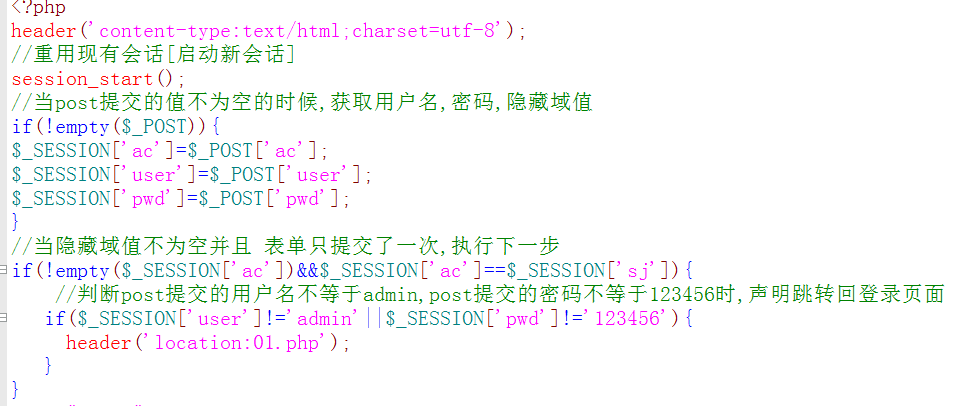 <?php
header('content-type:text/html;charset=utf-8');
//重用现有会话[启动新会话]
session_start();
//当post提交的值不为空的时候,获取用户名,密码,隐藏域值
if(!empty($_POST)){
$_SESSION['ac']=$_POST['ac'];
$_SESSION['user']=$_POST['user'];
$_SESSION['pwd']=$_POST['pwd'];
}
//当隐藏域值不为空并且 表单只提交了一次,执行下一步
if(!empty($_SESSION['ac'])&&$_SESSION['ac']==$_SESSION['sj']){
//判断post提交的用户名不等于admin,post提交的密码不等于123456时,声明跳转回登录页面
if($_SESSION['user']!='admin'||$_SESSION['pwd']!='123456'){
header('location:01.php');
}
}